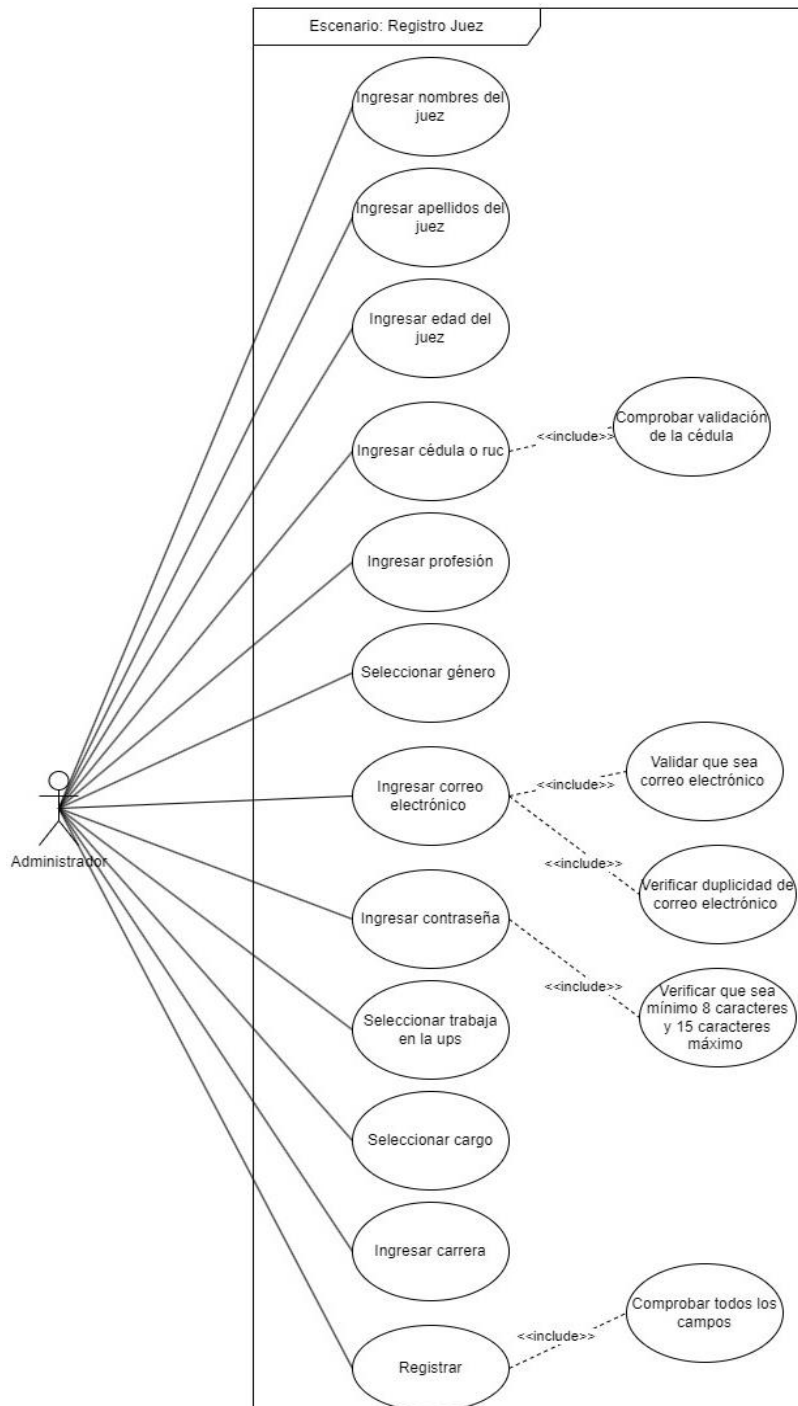 Escenario: Registro Juez
Ingresar nombres del
juez
Ingresar apellidos del
juez
Ingresar edad del
juez
Ingresar cédula o ruc
<<include>>
Comprobar validación
de la cédula
Ingresar profesión
Seleccionar género
Ingresar correo
electrónico
<<include>>
Validar que sea
correo electrónico
<<include>>
Verificar duplicidad de
correo electrónico
Administrador
Ingresar contraseña
<<include>>
Verificar que sea
mínimo 8 caracteres
y 15 caracteres
máximo
Seleccionar trabaja
en la ups
Seleccionar cargo
Ingresar carrera
Registrar
<<include>>
Comprobar todos los
campos